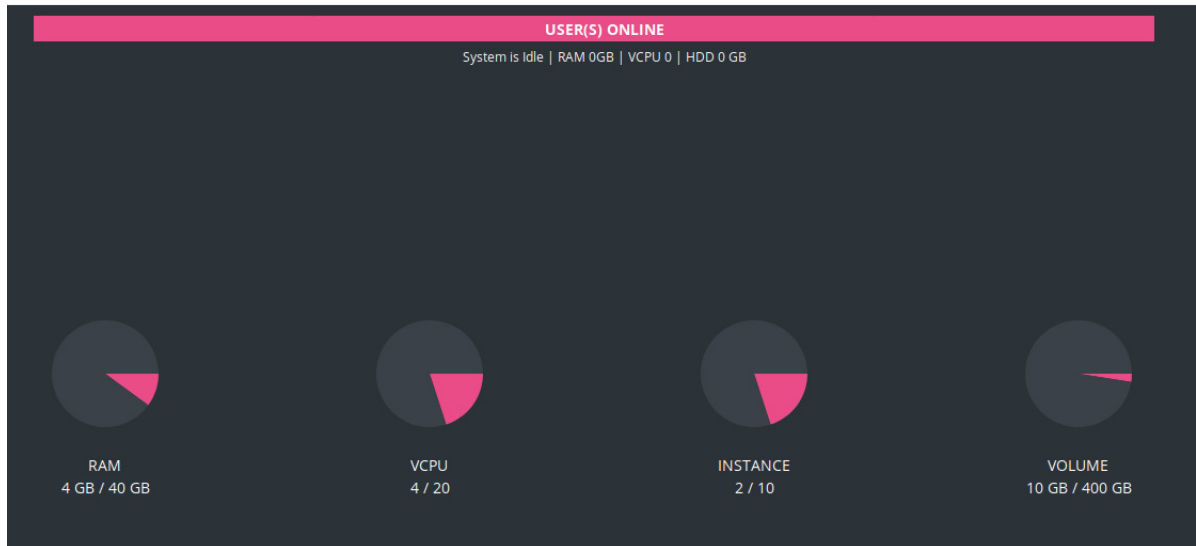 USER(S) ONLINE
System is Idle | RAM 0GB | VCPU 0 | HDD 0 GB
RAM
4 GB / 40 GB
VCPU
4 / 20
INSTANCE
2 / 10
VOLUME
10 GB / 400 GB